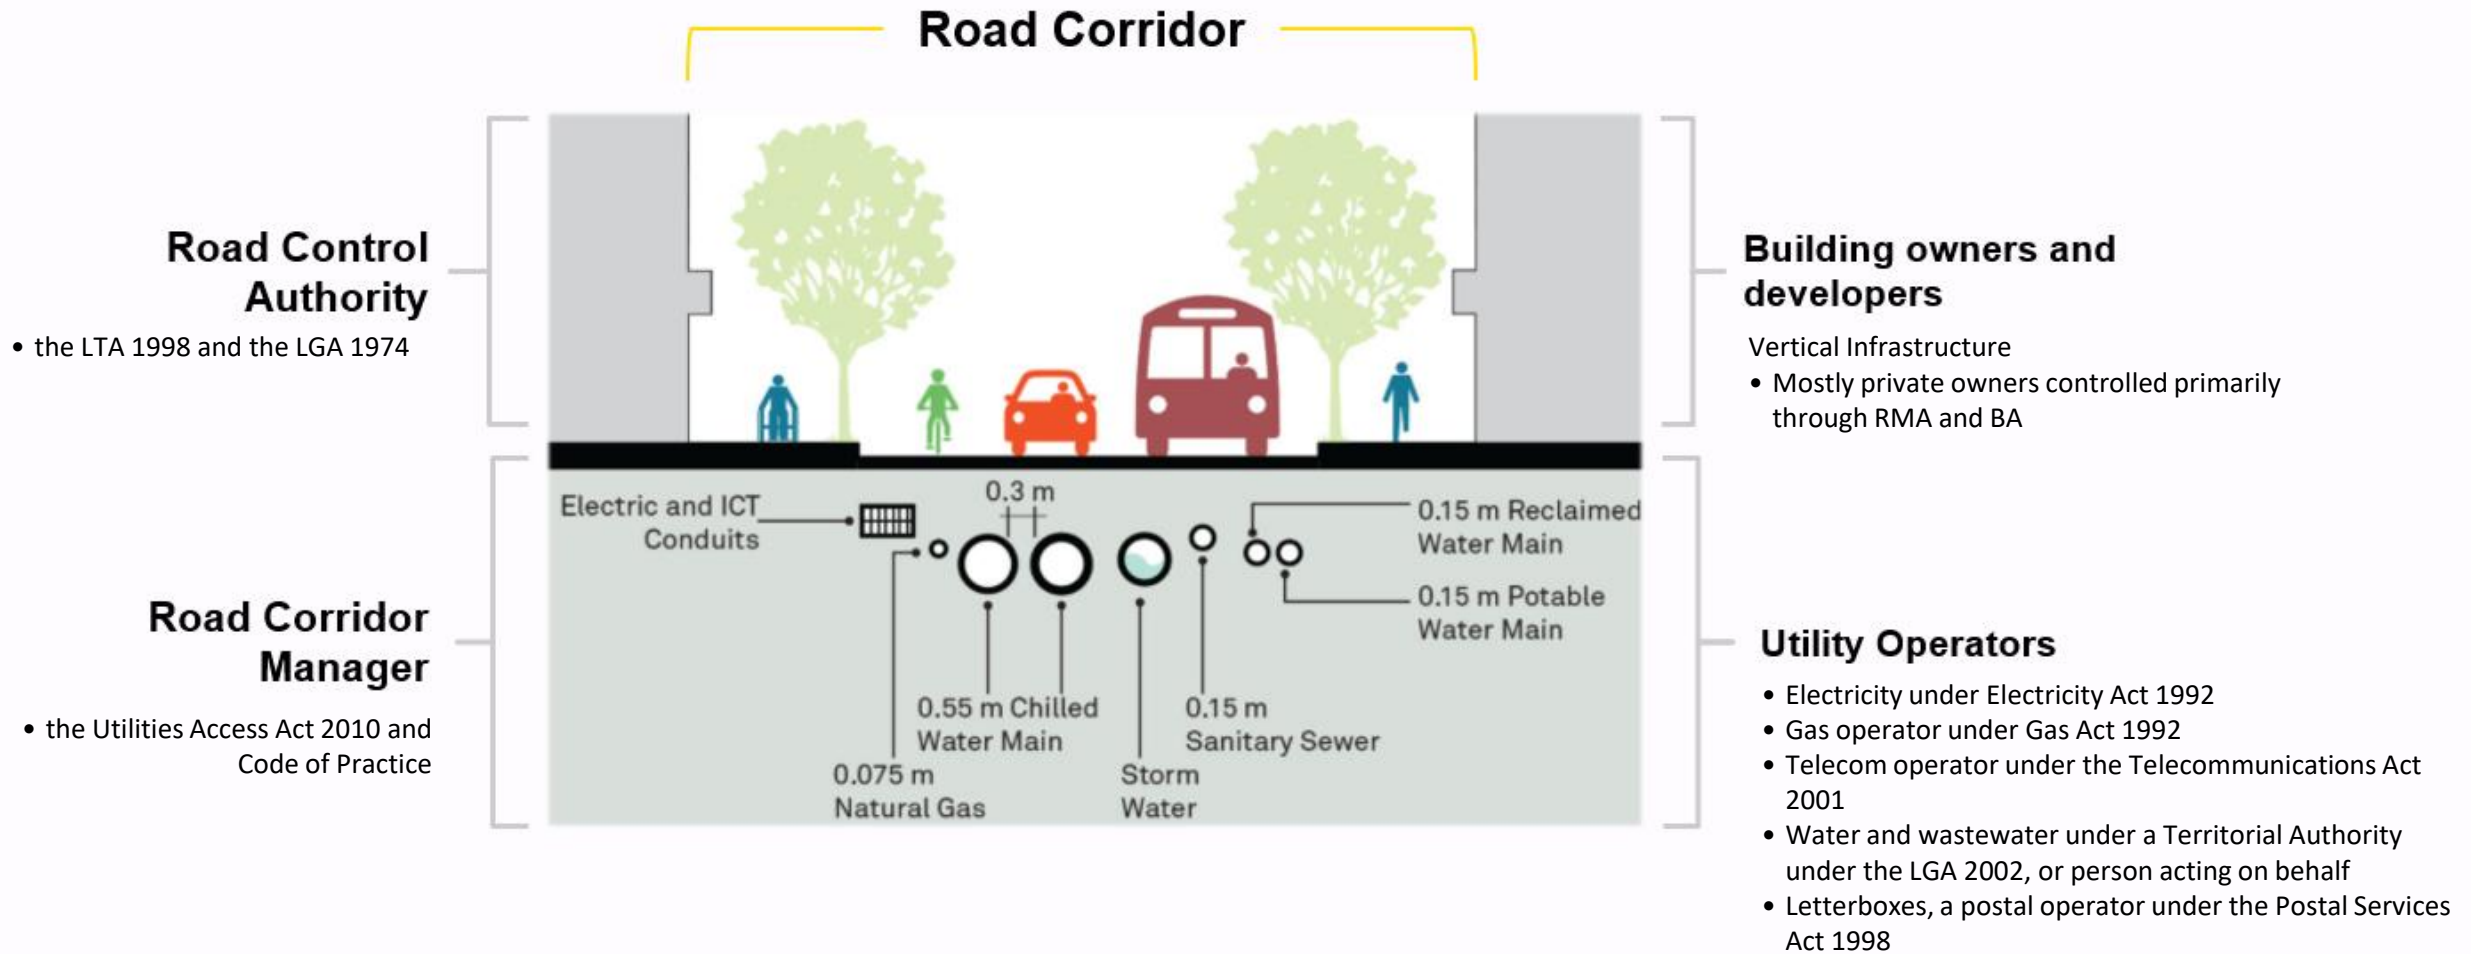 Road Corridor
Road Control
Authority
• the LTA 1998 and the LGA 1974
Building owners and
developers
Vertical Infrastructure
• Mostly private owners controlled primarily
through RMA and BA
Electric and ICT
Conduits
0.3 m
0.15 m Reclaimed
Water Main
0.15 m Potable
Water Main
0.55 m Chilled
Water Main
0.15 m
Sanitary Sewer
0.075 m
Natural Gas
Storm
Water
Road Corridor
Manager
• the Utilities Access Act 2010 and
Code of Practice
Utility Operators
• Electricity under Electricity Act 1992
• Gas operator under Gas Act 1992
• Telecom operator under the Telecommunications Act
2001
• Water and wastewater under a Territorial Authority
under the LGA 2002, or person acting on behalf
• Letterboxes, a postal operator under the Postal Services
Act 1998